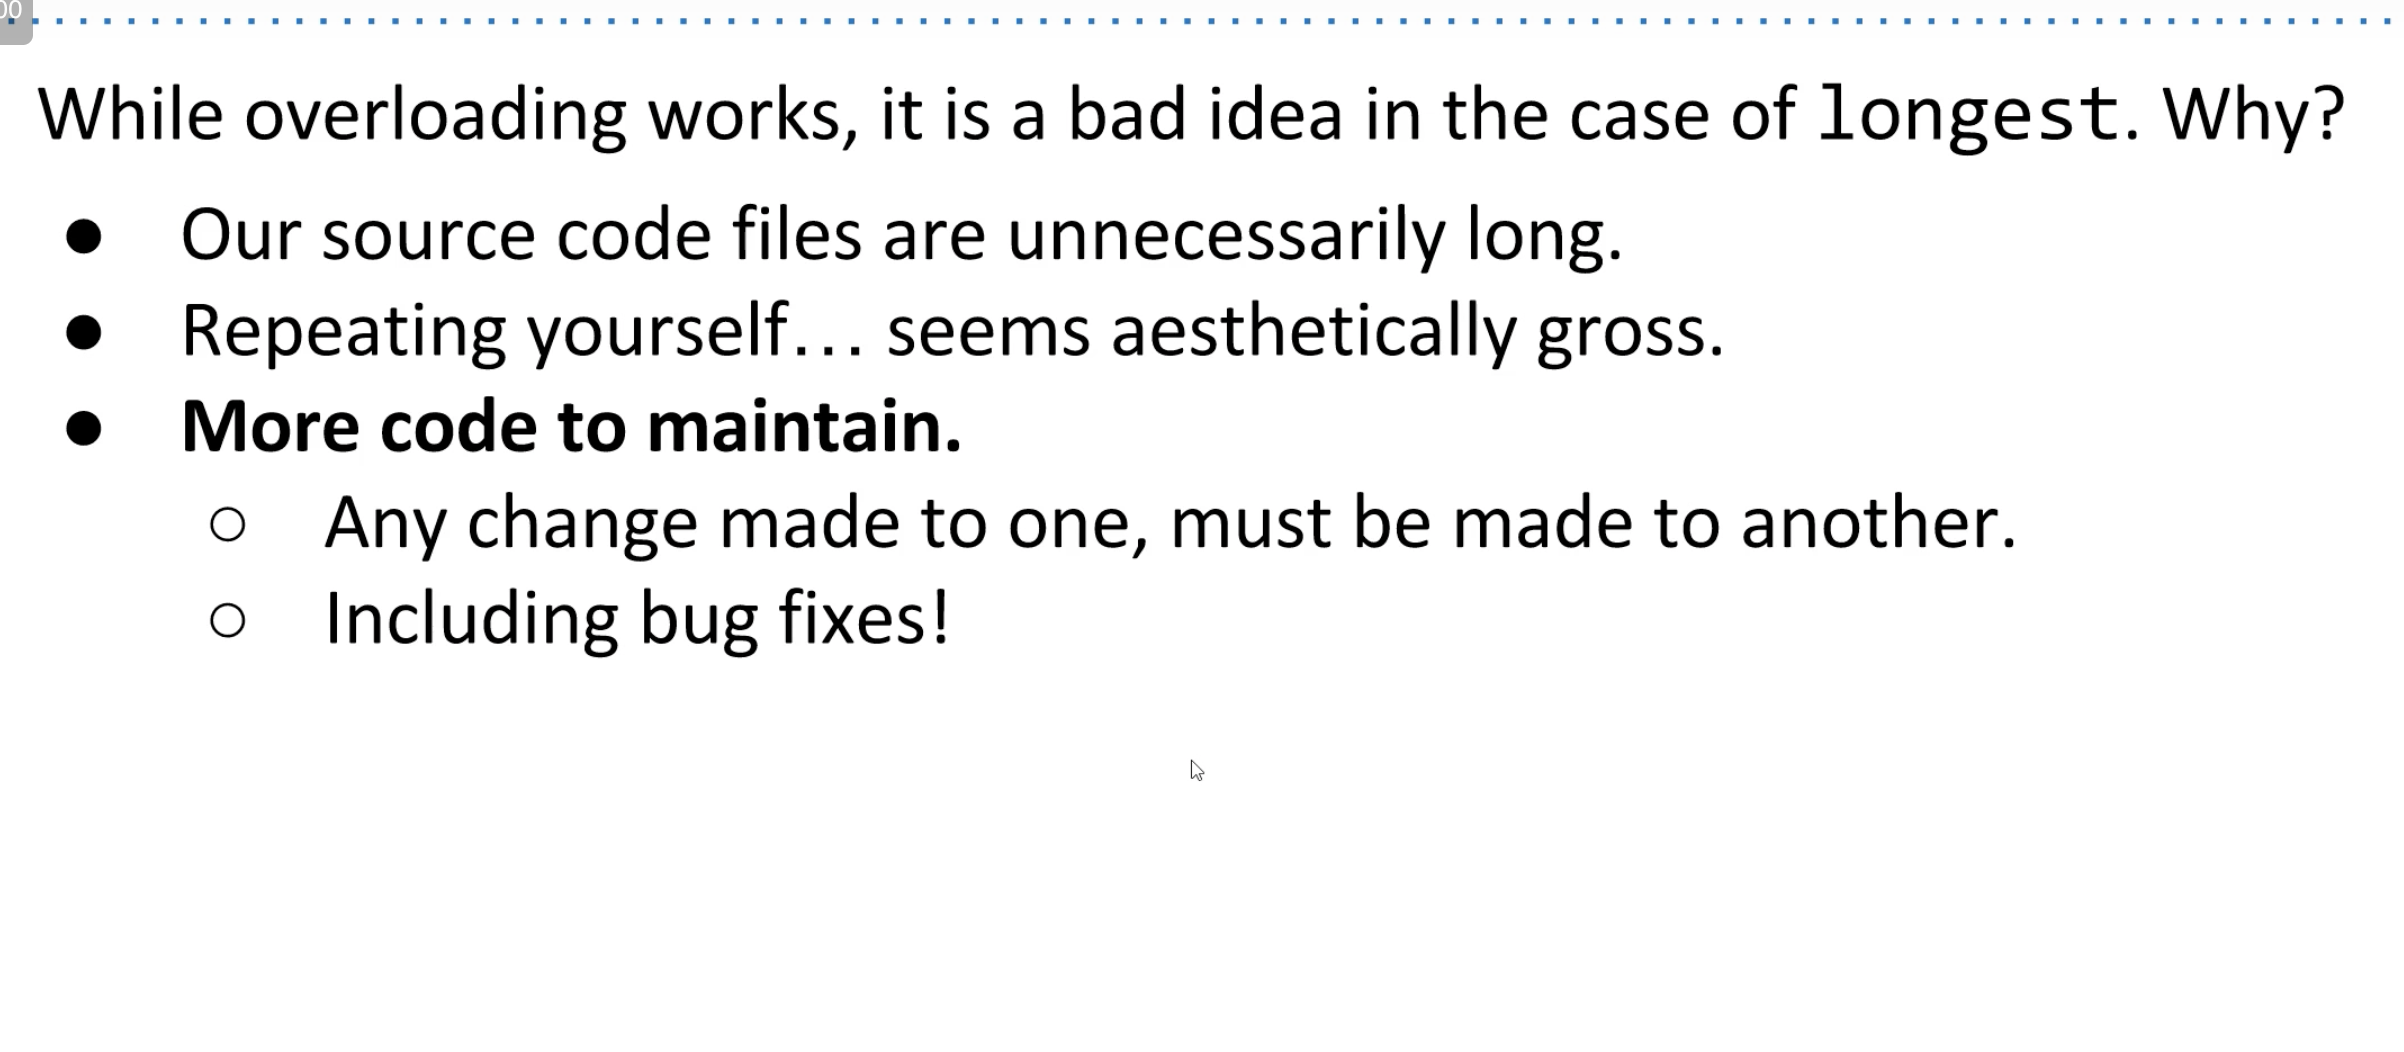 00
While overloading works, it is a bad idea in the case of longest. Why?
● Our source code files are unnecessarily long.
● Repeating yourself... seems aesthetically gross.
● More code to maintain.
○ Any change made to one, must be made to another.
○ Including bug fixes!